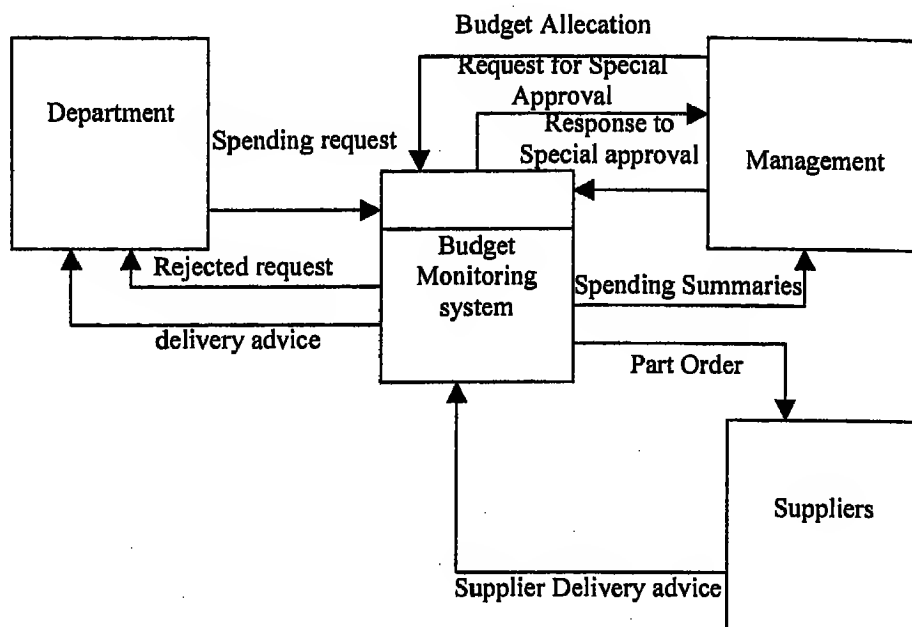 Budget Allecation
Request for Special
Approval
Response to
Special approval
Department
Spending request
Management
Budget
Monitoring
system
Rejected request
delivery advice
Spending Summaries
Part Order
Suppliers
Supplier Delivery advice